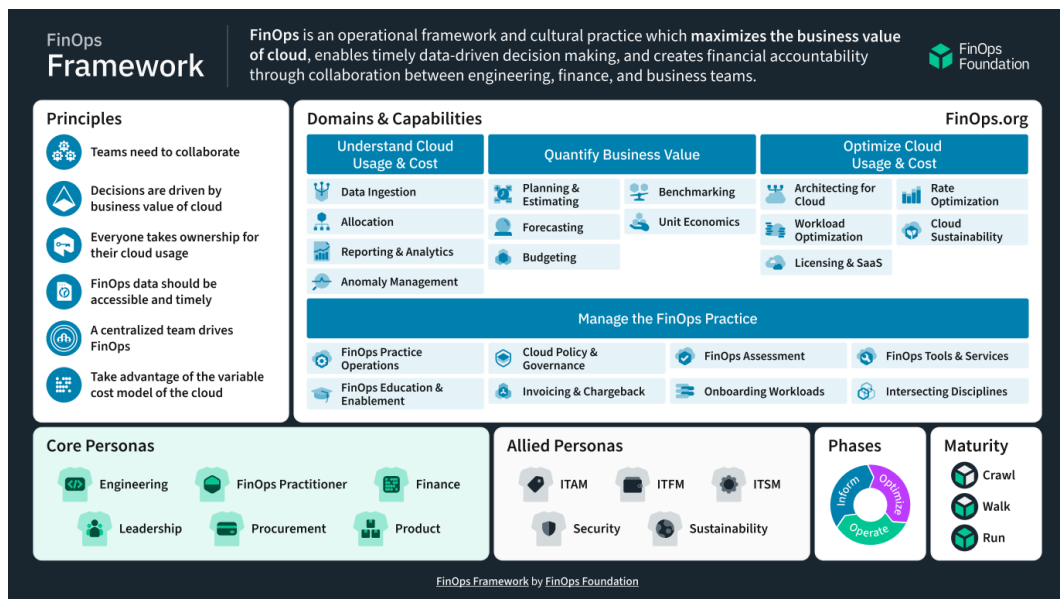 FinOps
Framework
FinOps is an operational framework and cultural practice which maximizes the business value
of cloud, enables timely data-driven decision making, and creates financial accountability
through collaboration between engineering, finance, and business teams.
FinOps
Foundation
Principles
Teams need to collaborate
Decisions are driven by
business value of cloud
Everyone takes ownership for
their cloud usage
FinOps data should be
accessible and timely
A centralized team drives
FinOps
Take advantage of the variable
cost model of the cloud
Domains & Capabilities
FinOps.org
Understand Cloud
Usage & Cost
Data Ingestion
Allocation
Reporting & Analytics
Anomaly Management
Quantify Business Value
Planning &
Estimating
Forecasting
Budgeting
Benchmarking
Unit Economics
Optimize Cloud
Usage & Cost
Architecting for
Cloud
Workload
Optimization
Licensing & SaaS
Rate
Optimization
Cloud
Sustainability
Manage the FinOps Practice
FinOps Practice
Operations
Cloud Policy &
Governance
FinOps Assessment
FinOps Tools & Services
FinOps Education &
Enablement
Invoicing & Chargeback
Onboarding Workloads
Intersecting Disciplines
Core Personas
Engineering
FinOps Practitioner
Finance
Leadership
Procurement
Product
Allied Personas
ITAM
ITFM
ITSM
Security
Sustainability
Phases
Inform
Optimize
Operate
Maturity
Crawl
Walk
Run
FinOps Framework by FinOps Foundation